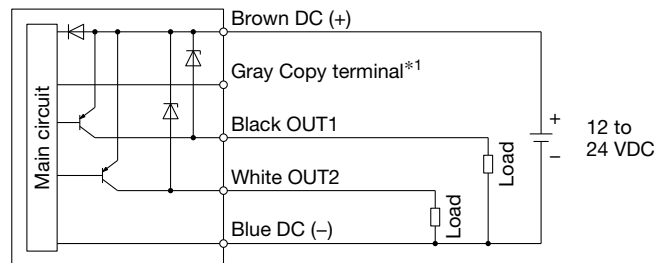 Brown DC (+)
Gray Copy terminal*1
Black OUT1
White OUT2
Blue DC (–)
Main circuit
Load
Load
+
–
12 to
24 VDC